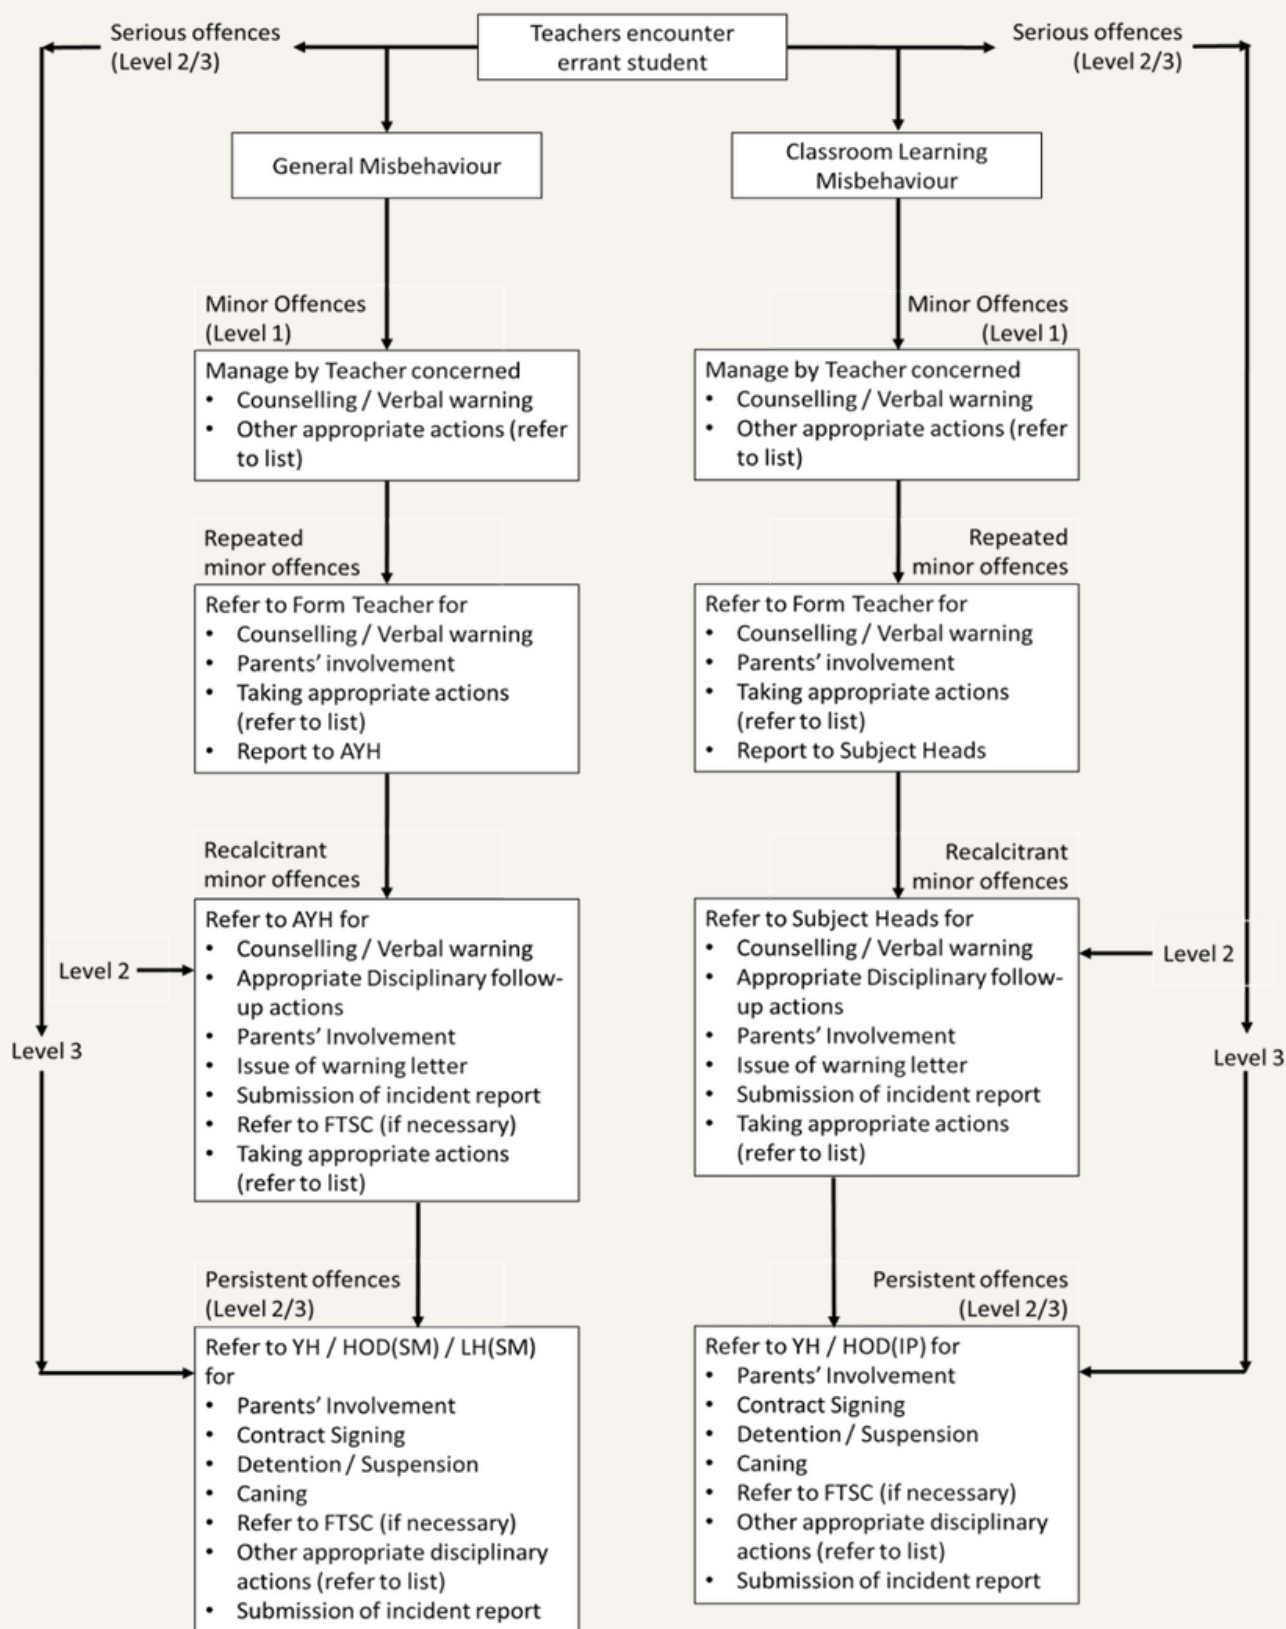 Teachers encounter
errant student
Serious offences
(Level 2/3)
Serious offences
(Level 2/3)
General Misbehaviour
Classroom Learning
Misbehaviour
Minor Offences
(Level 1)
Manage by Teacher concerned
• Counselling / Verbal warning
• Other appropriate actions (refer
to list)
Repeated
minor offences
Refer to Form Teacher for
• Counselling / Verbal warning
• Parents' involvement
• Taking appropriate actions
(refer to list)
• Report to AYH
Recalcitrant
minor offences
Level 2
Level 3
Refer to AYH for
• Counselling / Verbal warning
• Appropriate Disciplinary follow-
up actions
• Parents' Involvement
• Issue of warning letter
• Submission of incident report
• Refer to FTSC (if necessary)
• Taking appropriate actions
(refer to list)
Persistent offences
(Level 2/3)
Refer to YH / HOD(SM) / LH(SM)
for
• Parents' Involvement
• Contract Signing
• Detention / Suspension
• Caning
• Refer to FTSC (if necessary)
• Other appropriate disciplinary
actions (refer to list)
• Submission of incident report
Minor Offences
(Level 1)
Manage by Teacher concerned
• Counselling / Verbal warning
• Other appropriate actions (refer
to list)
Repeated
minor offences
Refer to Form Teacher for
• Counselling / Verbal warning
• Parents' involvement
• Taking appropriate actions
(refer to list)
• Report to Subject Heads
Recalcitrant
minor offences
Refer to Subject Heads for
• Counselling / Verbal warning
• Appropriate Disciplinary follow-
up actions
• Parents' Involvement
• Issue of warning letter
• Submission of incident report
• Taking appropriate actions
(refer to list)
Level 2
Level 3
Persistent offences
(Level 2/3)
Refer to YH / HOD(IP) for
• Parents' Involvement
• Contract Signing
• Detention / Suspension
• Caning
• Refer to FTSC (if necessary)
• Other appropriate disciplinary
actions (refer to list)
• Submission of incident report